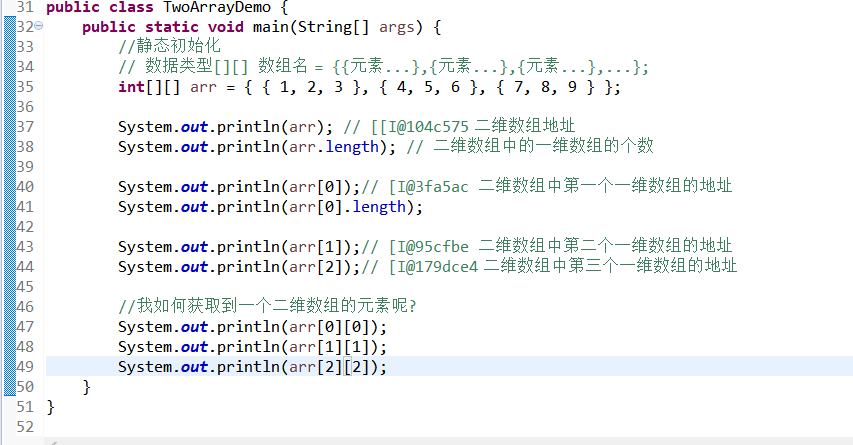 31 public class TwoArrayDemo {
32 public static void main(String[] args) {
33 //静态初始化
34 // 数据类型[][] 数组名 = {{元素...},{元素...},{元素...},...};
35 int[][] arr = { { 1, 2, 3 }, { 4, 5, 6 }, { 7, 8, 9 } };
36
37 System.out.println(arr); // [[I@104c575 二维数组地址
38 System.out.println(arr.length); // 二维数组中的一维数组的个数
39
40 System.out.println(arr[0]);// [I@3fa5ac 二维数组中第一个一维数组的地址
41 System.out.println(arr[0].length);
42
43 System.out.println(arr[1]);// [I@95cfbe 二维数组中第二个一维数组的地址
44 System.out.println(arr[2]);// [I@179dce4 二维数组中第三个一维数组的地址
45
46 //我如何获取到一个二维数组的元素呢?
47 System.out.println(arr[0][0]);
48 System.out.println(arr[1][1]);
49 System.out.println(arr[2][2]);
50 }
51 }
52